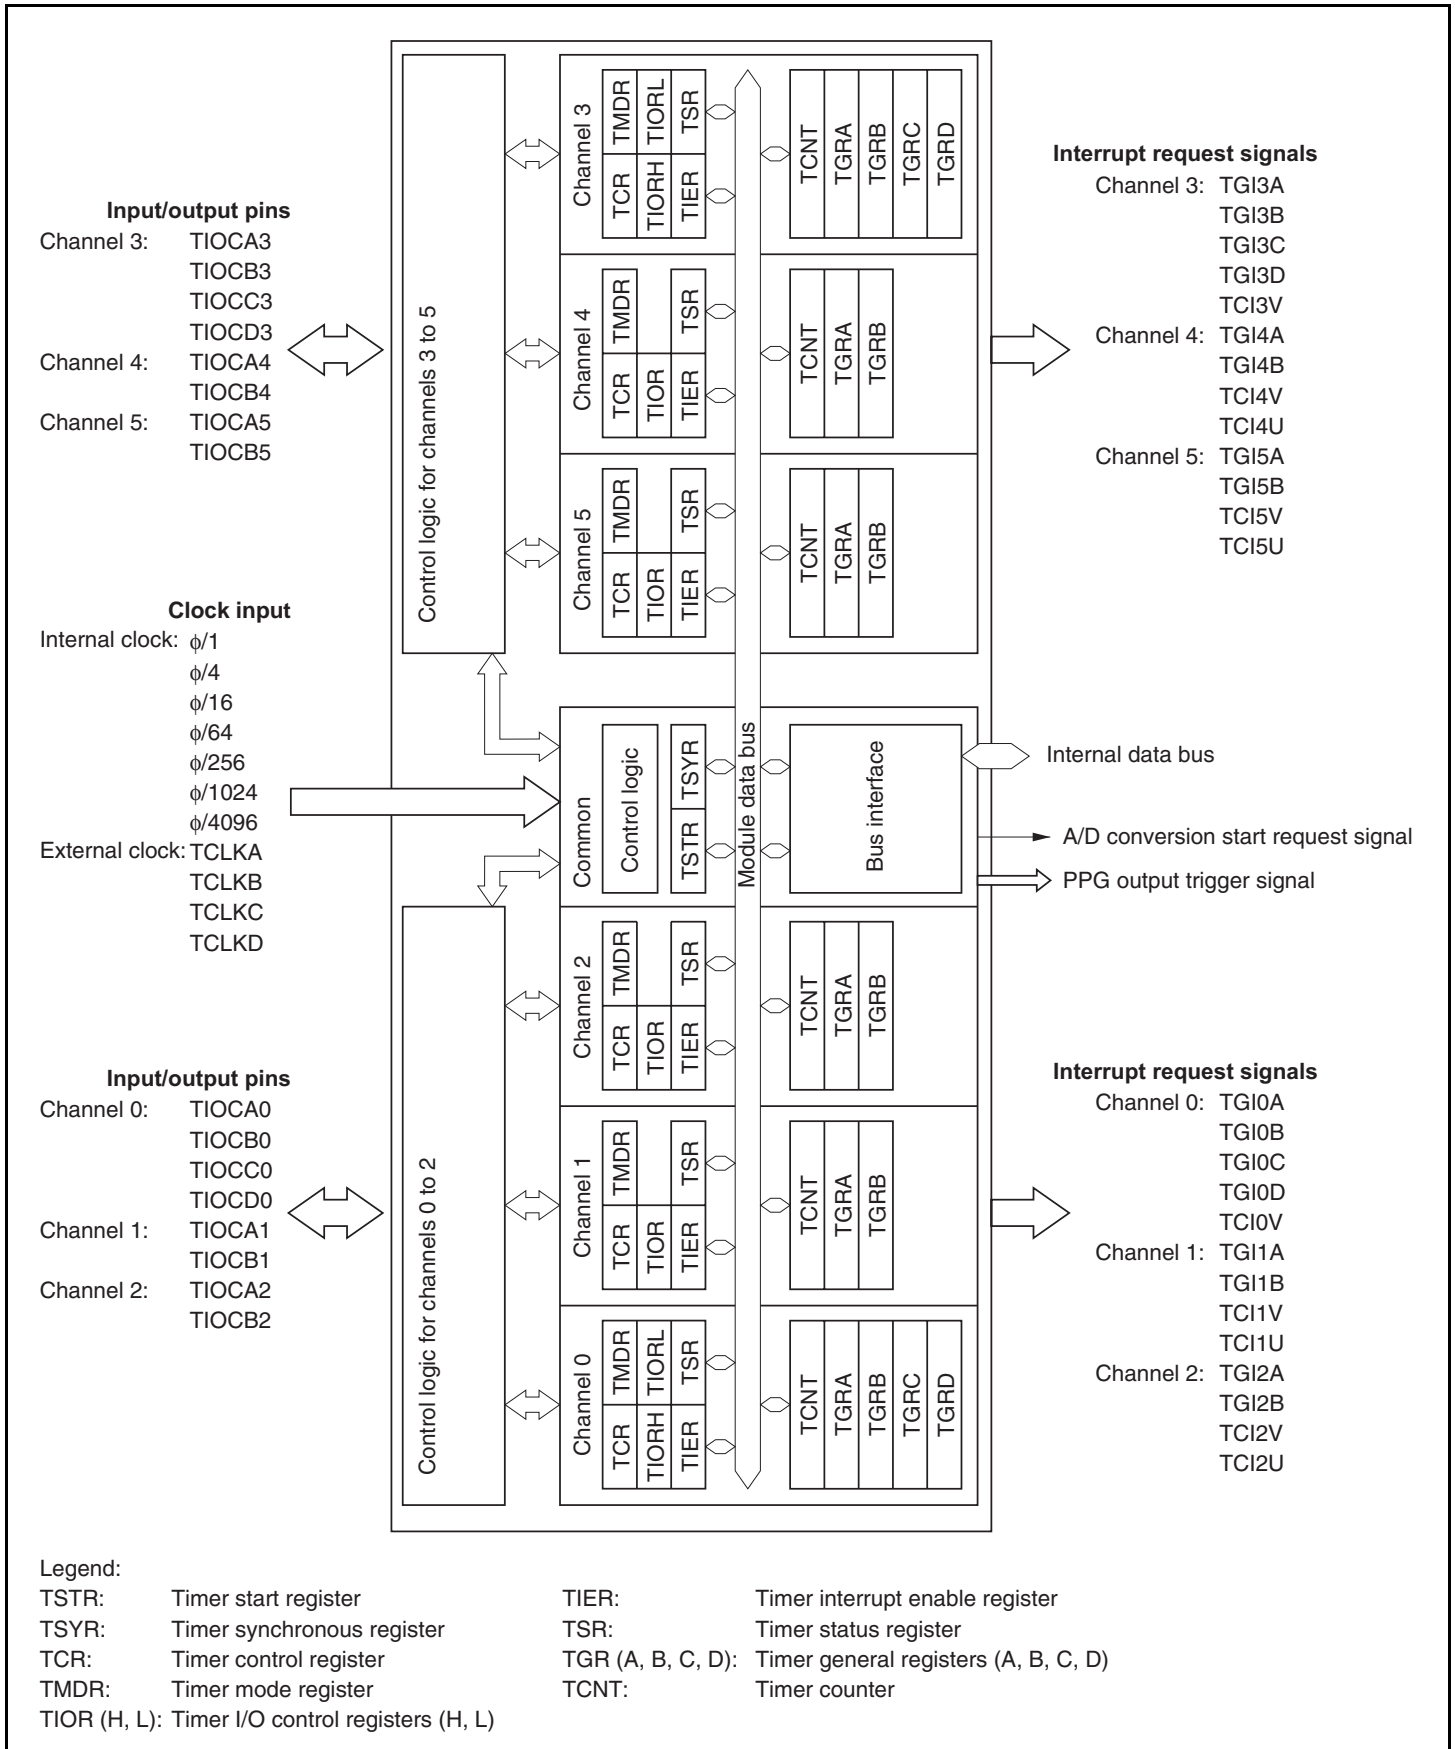 Input/output pins
Channel 3: TIOCA3
TIOCB3
TIOCC3
TIOCD3
Channel 4: TIOCA4
TIOCB4
Channel 5: TIOCA5
TIOCB5
Clock input
Internal clock: φ/1
φ/4
φ/16
φ/64
φ/256
φ/1024
φ/4096
External clock: TCLKA
TCLKB
TCLKC
TCLKD
Input/output pins
Channel 0: TIOCA0
TIOCB0
TIOCC0
TIOCD0
Channel 1: TIOCA1
TIOCB1
Channel 2: TIOCA2
TIOCB2
Control logic for channels 3 to 5
Control logic for channels 0 to 2
Channel 3
TCR TMDR
TIORH TIORL
TIER TSR
TCNT
TGRA
TGRB
TGRC
TGRD
Channel 4
TCR TMDR
TIOR
TIER TSR
TCNT
TGRA
TGRB
Channel 5
TCR TMDR
TIOR
TIER TSR
TCNT
TGRA
TGRB
Common
Control logic
TSTR TSYR
Module data bus
Bus interface
Channel 2
TCR TMDR
TIOR
TIER TSR
TCNT
TGRA
TGRB
Channel 1
TCR TMDR
TIOR
TIER TSR
TCNT
TGRA
TGRB
Channel 0
TCR TMDR
TIORH TIORL
TIER TSR
TCNT
TGRA
TGRB
TGRC
TGRD
Interrupt request signals
Channel 3: TGI3A
TGI3B
TGI3C
TGI3D
TCI3V
Channel 4: TGI4A
TGI4B
TCI4V
TCI4U
Channel 5: TGI5A
TGI5B
TCI5V
TCI5U
Internal data bus
A/D conversion start request signal
PPG output trigger signal
Interrupt request signals
Channel 0: TGI0A
TGI0B
TGI0C
TGI0D
TCI0V
Channel 1: TGI1A
TGI1B
TCI1V
TCI1U
Channel 2: TGI2A
TGI2B
TCI2V
TCI2U
Legend:
TSTR: Timer start register
TSYR: Timer synchronous register
TCR: Timer control register
TMDR: Timer mode register
TIOR (H, L): Timer I/O control registers (H, L)
TIER: Timer interrupt enable register
TSR: Timer status register
TGR (A, B, C, D): Timer general registers (A, B, C, D)
TCNT: Timer counter